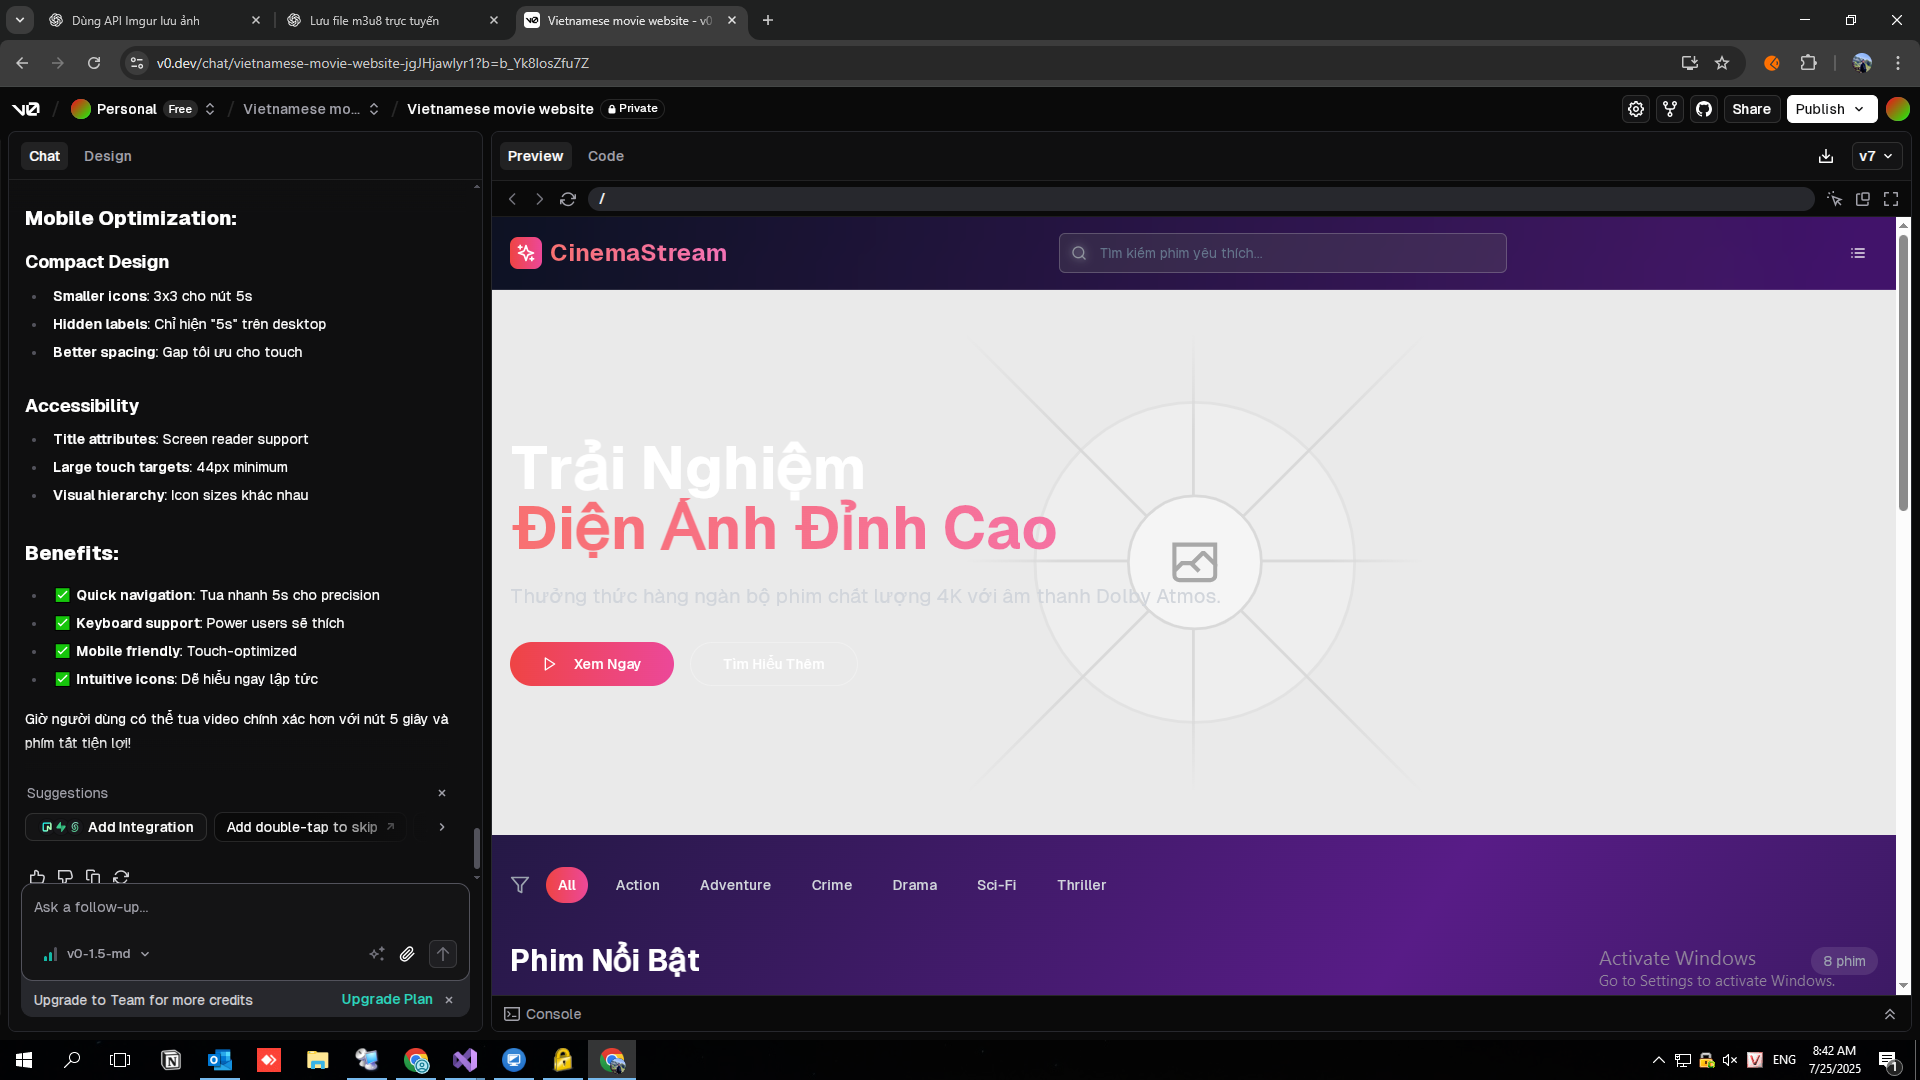 Dùng API Imgur lưu ảnh
Lưu file m3u8 trực tuyến
Vietnamese movie website - v0
v0.dev/chat/vietnamese-movie-website-jgJHjawlyr1?b=b_Yk8IosZfu7Z
Personal Free / Vietnamese mo... / Vietnamese movie website Private
Share
Publish
Chat
Design
Mobile Optimization:
Compact Design
Smaller icons: 3x3 cho nút 5s
Hidden labels: Chỉ hiện "5s" trên desktop
Better spacing: Gap tối ưu cho touch
Accessibility
Title attributes: Screen reader support
Large touch targets: 44px minimum
Visual hierarchy: Icon sizes khác nhau
Benefits:
✅ Quick navigation: Tua nhanh 5s cho precision
✅ Keyboard support: Power users sẽ thích
✅ Mobile friendly: Touch-optimized
✅ Intuitive icons: Dễ hiểu ngay lập tức
Giờ người dùng có thể tua video chính xác hơn với nút 5 giây và
phím tắt tiện lợi!
Suggestions
Add Integration
Add double-tap to skip
Ask a follow-up...
v0-1.5-md
Upgrade to Team for more credits
Upgrade Plan
Preview
Code
v7
/
CinemaStream
Tìm kiếm phim yêu thích...
Trải Nghiệm
Điện Ảnh Đỉnh Cao
Thưởng thức hàng ngàn bộ phim chất lượng 4K với âm thanh Dolby Atmos.
Xem Ngay
Tìm Hiểu Thêm
All
Action
Adventure
Crime
Drama
Sci-Fi
Thriller
Phim Nổi Bật
8 phim
Activate Windows
Go to Settings to activate Windows.
Console
ENG
8:42 AM
7/25/2025
1